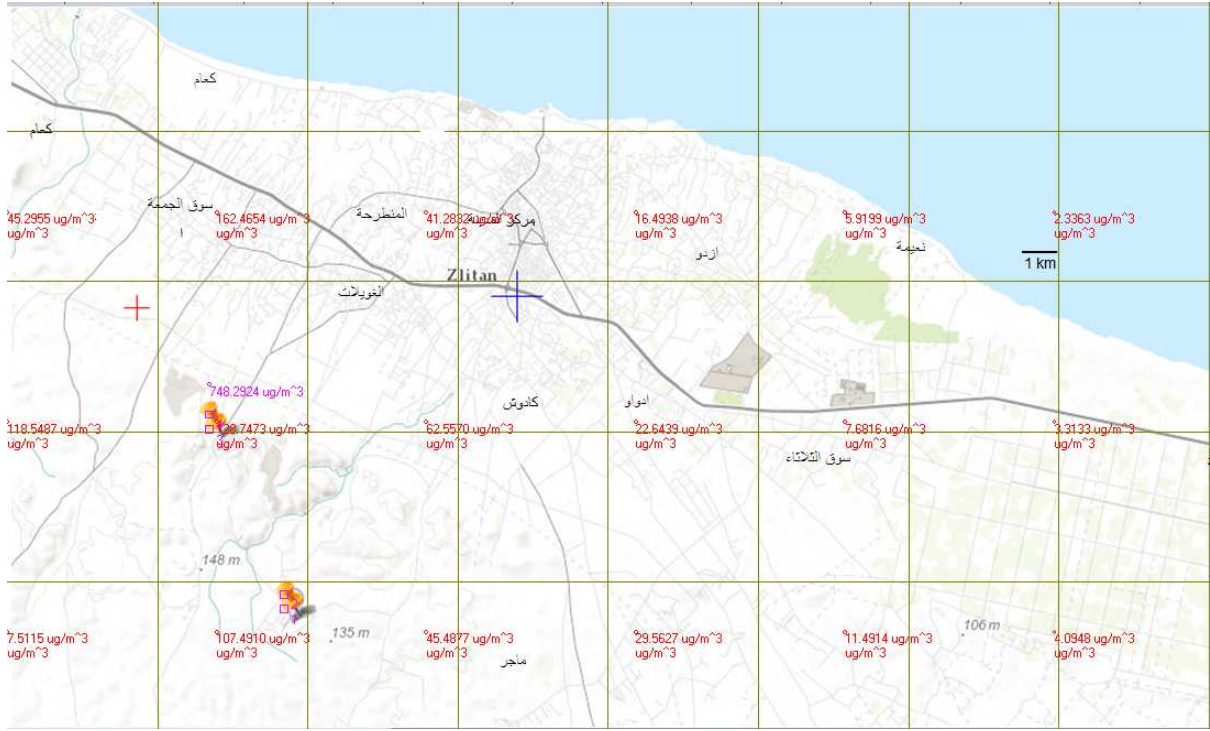 كعام
كعام
سوق الجمعة
ا
المنطرحة
45.2955 ug/m^3
ug/m^3
162.4654 ug/m^3
ug/m^3
ug/m^3
16.4938 ug/m^3
ug/m^3
5.9199 ug/m^3
ug/m^3
2.3363 ug/m^3
ug/m^3
مركز المدينة
نعيمة
ازدو
1 km
Zlitan
الغويلات
748.2924 ug/m^3
كادوش
ادواو
118.5487 ug/m^3
ug/m^3
ug/m^3
62.5570 ug/m^3
ug/m^3
22.6439 ug/m^3
ug/m^3
7.6816 ug/m^3
ug/m^3
3.3133 ug/m^3
ug/m^3
سوق الثلاثاء
148 m
7.5115 ug/m^3
ug/m^3
107.4910 ug/m^3
ug/m^3
135 m
45.4877 ug/m^3
ug/m^3
29.5627 ug/m^3
ug/m^3
11.4914 ug/m^3
ug/m^3
106 m
4.0948 ug/m^3
ug/m^3
ماجر